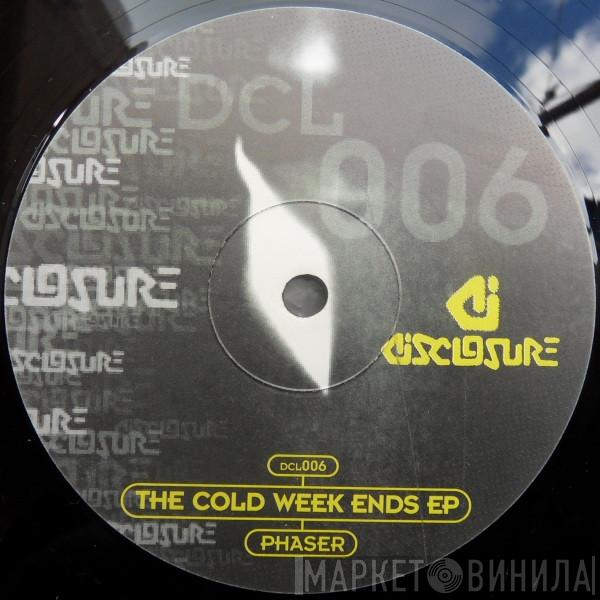 DISCLOSURE
DCL
006
DISCLOSURE
DCL006
THE COLD WEEK ENDS EP
PHASER
МАРКЕТ ВИНИЛА